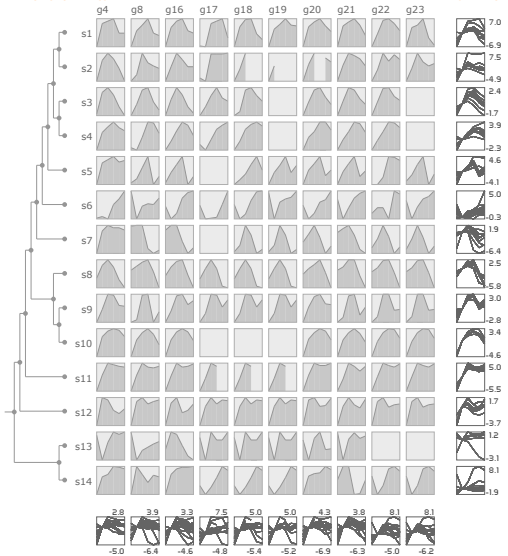 g4 g8 g16 g17 g18 g19 g20 g21 g22 g23
s1 7.0 -6.9
s2 7.5 -4.9
s3 2.4 -1.7
s4 3.9 -2.3
s5 4.6 -4.1
s6 5.0 -0.3
s7 1.9 -6.4
s8 2.5 -5.8
s9 3.0 -2.8
s10 3.4 -4.6
s11 5.0 -5.5
s12 1.7 -3.7
s13 1.2 -3.1
s14 8.1 -1.9
2.8 3.9 3.3 7.5 5.0 5.0 4.3 3.8 8.1 8.1
-5.0 -6.4 -4.6 -4.8 -5.4 -5.2 -6.9 -6.3 -5.0 -6.2